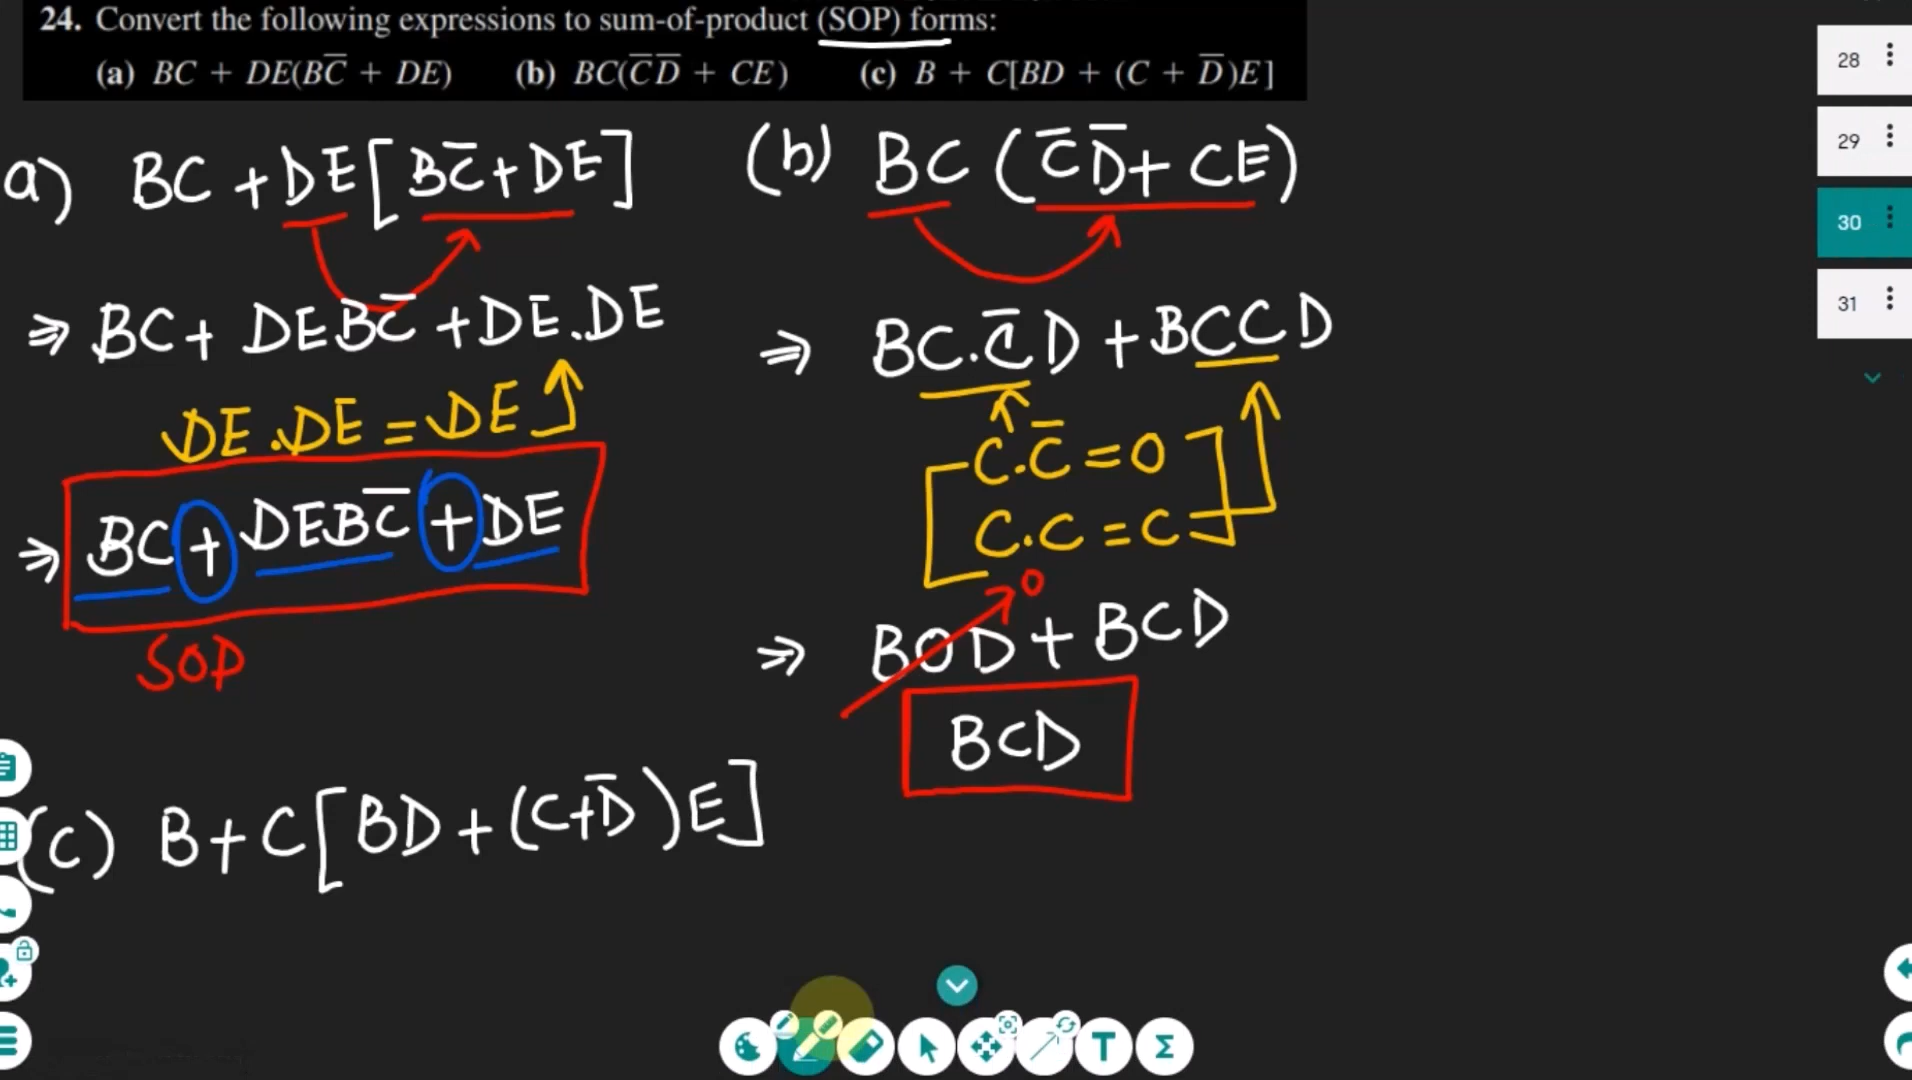 24. Convert the following expressions to sum-of-product (SOP) forms:
(a) BC + DE(BC̅ + DE) (b) BC(C̅D̅ + CE) (c) B + C[BD + (C + D̅)E]
a) BC + DE[BC̅ + DE]
⇒ BC + DEBC̅ + DE.DE
DE.DE = DE
⇒ BC + DEBC̅ + DE
SOP
(b) BC(C̅D̅ + CE)
⇒ BC.C̅D + BCCD
C.C̅ = 0
C.C = C
0
⇒ B0D + BCD
BCD
(c) B + C[BD + (C + D̅)E]
28
29
30
31
T
Σ